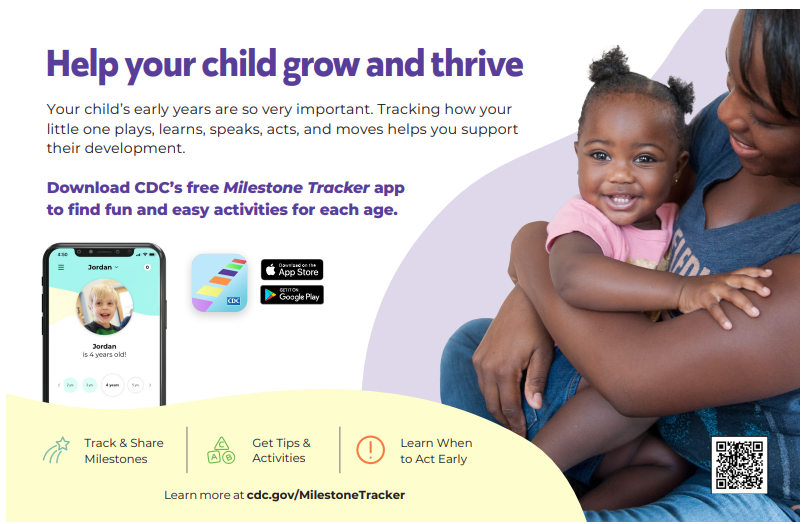 Help your child grow and thrive
Your child's early years are so very important. Tracking how your
little one plays, learns, speaks, acts, and moves helps you support
their development.
Download CDC's free Milestone Tracker app
to find fun and easy activities for each age.
4:50
Jordan
Jordan
is 4 years old!
4 years
CDC
Download on the
App Store
GET IT ON
Google Play
Track & Share
Milestones
A
B
C
Get Tips &
Activities
Learn When
to Act Early
Learn more at cdc.gov/MilestoneTracker